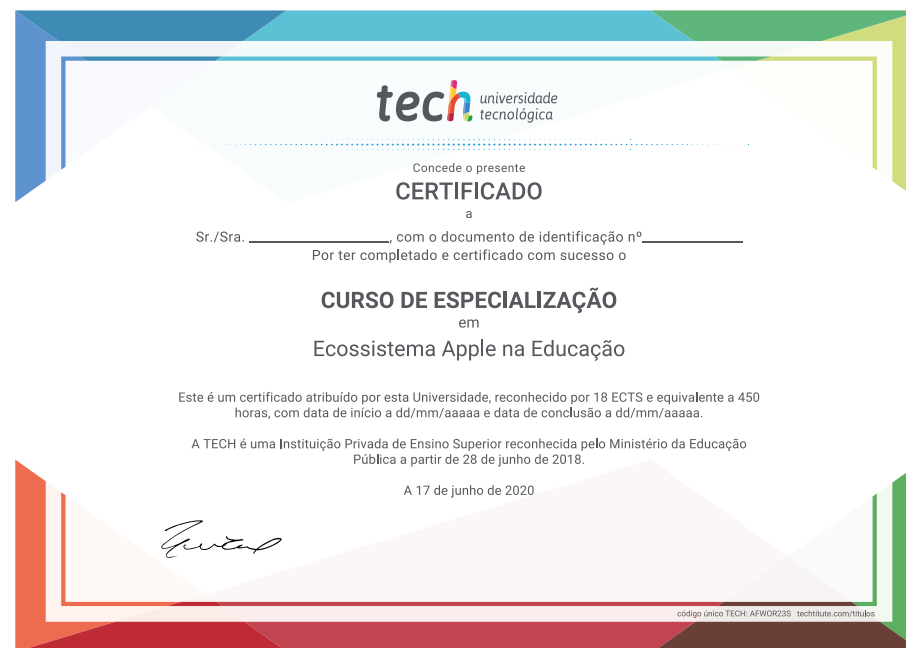 tech universidade
tecnológica
Concede o presente
CERTIFICADO
a
Sr./Sra. ________________, com o documento de identificação nº____________
Por ter completado e certificado com sucesso o
CURSO DE ESPECIALIZAÇÃO
em
Ecossistema Apple na Educação
Este é um certificado atribuído por esta Universidade, reconhecido por 18 ECTS e equivalente a 450
horas, com data de início a dd/mm/aaaaa e data de conclusão a dd/mm/aaaaa.
A TECH é uma Instituição Privada de Ensino Superior reconhecida pelo Ministério da Educação
Pública a partir de 28 de junho de 2018.
A 17 de junho de 2020
código único TECH: AFWOR23S techtitute.com/titulos